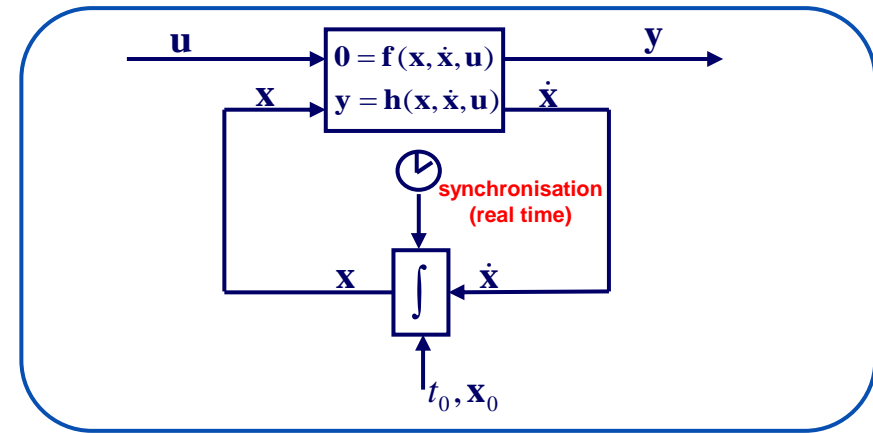 u
y
0 = f(x, ẋ, u)
y = h(x, ẋ, u)
x
ẋ
synchronisation
(real time)
x
∫
ẋ
t₀, x₀